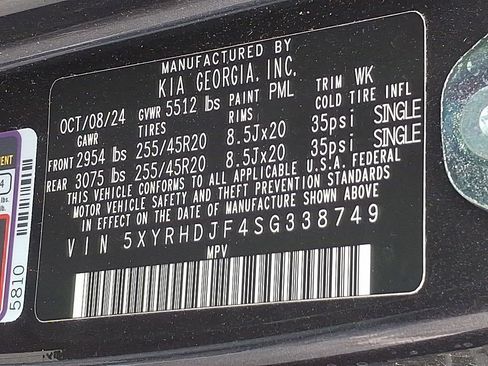 MANUFACTURED BY
KIA GEORGIA, INC.
OCT/08/24 GVWR 5512 lbs PAINT PML TRIM WK
GAWR TIRES RIMS COLD TIRE INFL
FRONT 2954 lbs 255/45R20 8.5Jx20 35psi SINGLE
REAR 3075 lbs 255/45R20 8.5Jx20 35psi SINGLE
THIS VEHICLE CONFORMS TO ALL APPLICABLE U.S.A. FEDERAL
MOTOR VEHICLE SAFETY AND THEFT PREVENTION STANDARDS
IN EFFECT ON THE DATE OF MANUFACTURE SHOWN ABOVE
VIN 5XYRHDJF4SG338749
MPV
5810